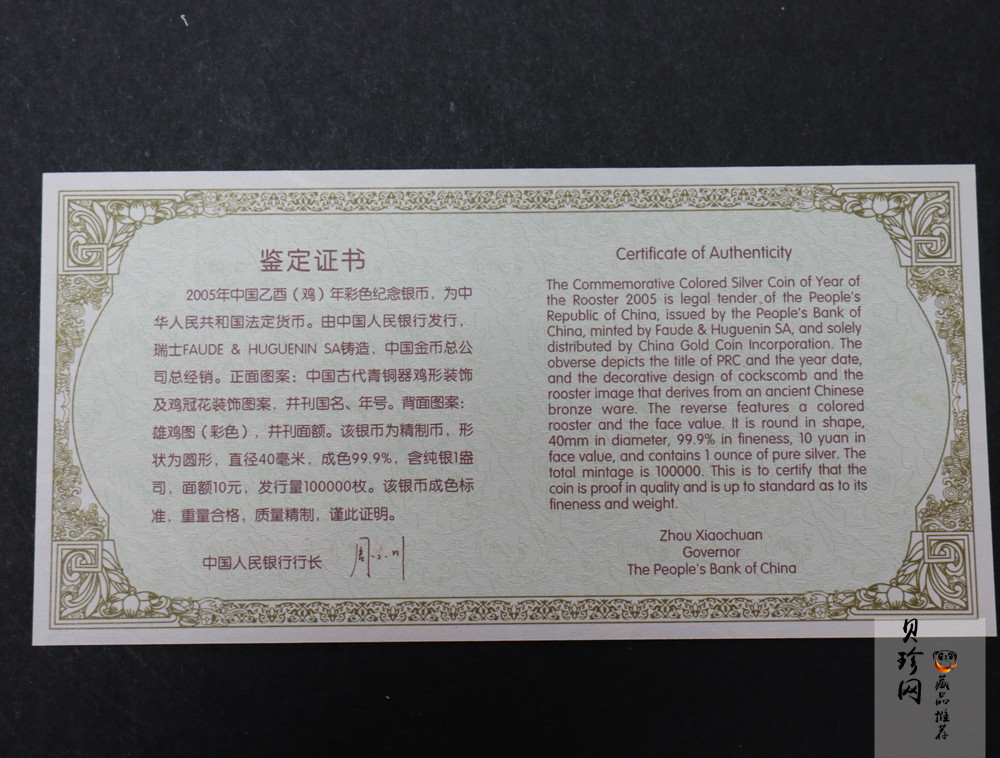 鉴定证书
2005年中国乙酉（鸡）年彩色纪念银币，为中
华人民共和国法定货币。由中国人民银行发行，
瑞士FAUDE & HUGUENIN SA铸造，中国金币总公
司总经销。正面图案：中国古代青铜器鸡形装饰
及鸡冠花装饰图案，并刊国名、年号。背面图案：
雄鸡图（彩色），并刊面额。该银币为精制币，形
状为圆形，直径40毫米，成色99.9%，含纯银1盎
司，面额10元，发行量100000枚。该银币成色标
准，重量合格，质量精制，谨此证明。
中国人民银行行长 周小川
Certificate of Authenticity
The Commemorative Colored Silver Coin of Year of
the Rooster 2005 is legal tender of the People's
Republic of China, issued by the People's Bank of
China, minted by Faude & Huguenin SA, and solely
distributed by China Gold Coin Incorporation. The
obverse depicts the title of PRC and the year date,
and the decorative design of cockscomb and the
rooster image that derives from an ancient Chinese
bronze ware. The reverse features a colored
rooster and the face value. It is round in shape,
40mm in diameter, 99.9% in fineness, 10 yuan in
face value, and contains 1 ounce of pure silver. The
total mintage is 100000. This is to certify that the
coin is proof in quality and is up to standard as to its
fineness and weight.
Zhou Xiaochuan
Governor
The People's Bank of China
贝珍网
藏品推荐